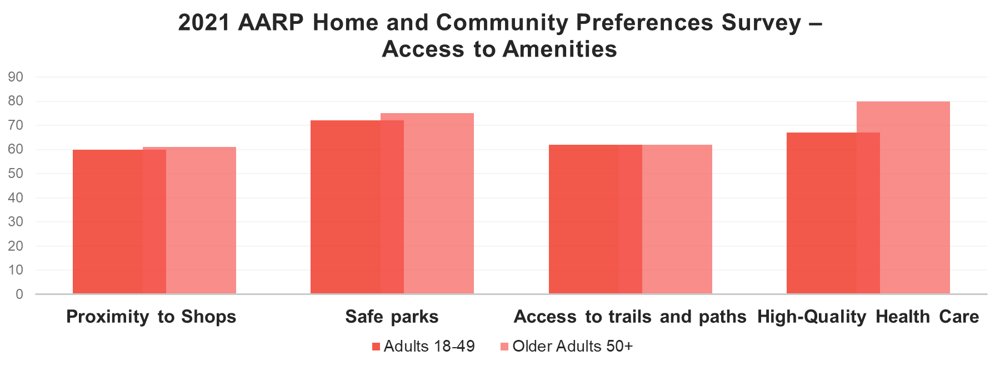 2021 AARP Home and Community Preferences Survey –
Access to Amenities
90
80
70
60
50
40
30
20
10
0
Proximity to Shops
Safe parks
Access to trails and paths
High-Quality Health Care
Adults 18-49
Older Adults 50+